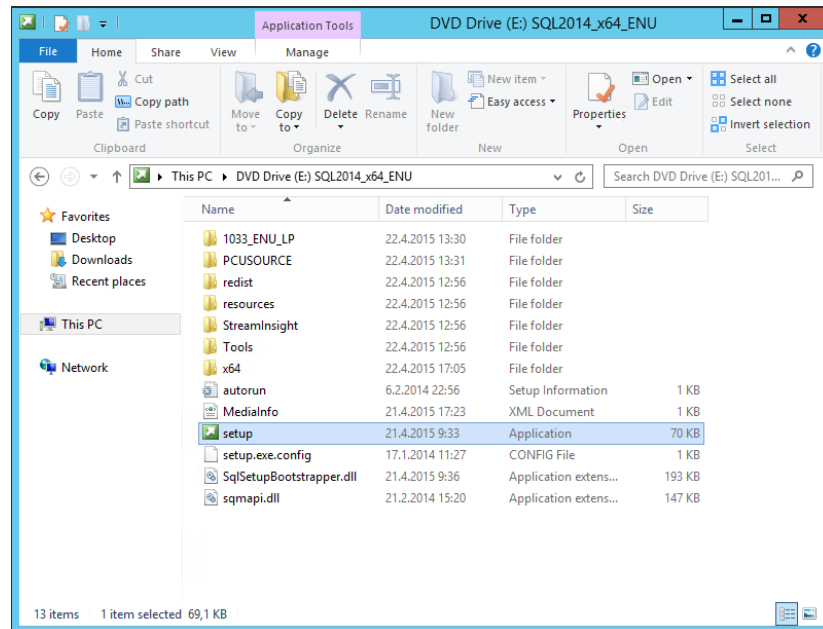 Application Tools DVD Drive (E:) SQL2014_x64_ENU
File Home Share View Manage
Copy
Paste
Cut
Copy path
Paste shortcut
Clipboard
Move to
Copy to
Delete
Rename
Organize
New folder
New item
Easy access
New
Properties
Open
Edit
Open
Select all
Select none
Invert selection
Select
This PC DVD Drive (E:) SQL2014_x64_ENU Search DVD Drive (E:) SQL201...
Favorites
Desktop
Downloads
Recent places
This PC
Network
Name Date modified Type Size
1033_ENU_LP 22.4.2015 13:30 File folder
PCUSOURCE 22.4.2015 13:31 File folder
redist 22.4.2015 12:56 File folder
resources 22.4.2015 12:56 File folder
StreamInsight 22.4.2015 12:56 File folder
Tools 22.4.2015 12:56 File folder
x64 22.4.2015 17:05 File folder
autorun 6.2.2014 22:56 Setup Information 1 KB
MediaInfo 21.4.2015 17:23 XML Document 1 KB
setup 21.4.2015 9:33 Application 70 KB
setup.exe.config 17.1.2014 11:27 CONFIG File 1 KB
SqlSetupBootstrapper.dll 21.4.2015 9:36 Application extens... 193 KB
sqmapi.dll 21.2.2014 15:20 Application extens... 147 KB
13 items 1 item selected 69,1 KB